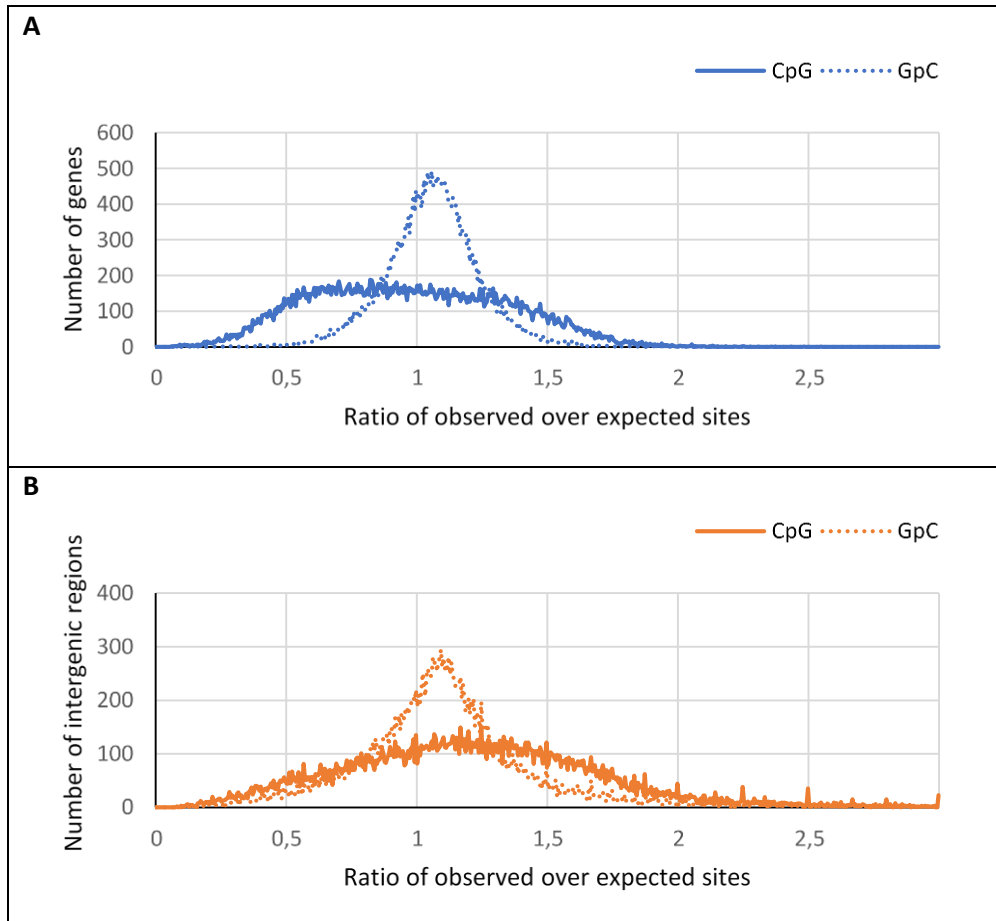 A
CpG GpC
600
500
400
300
200
100
0
Number of genes
0 0,5 1 1,5 2 2,5
Ratio of observed over expected sites
B
CpG GpC
400
300
200
100
0
Number of intergenic regions
0 0,5 1 1,5 2 2,5
Ratio of observed over expected sites